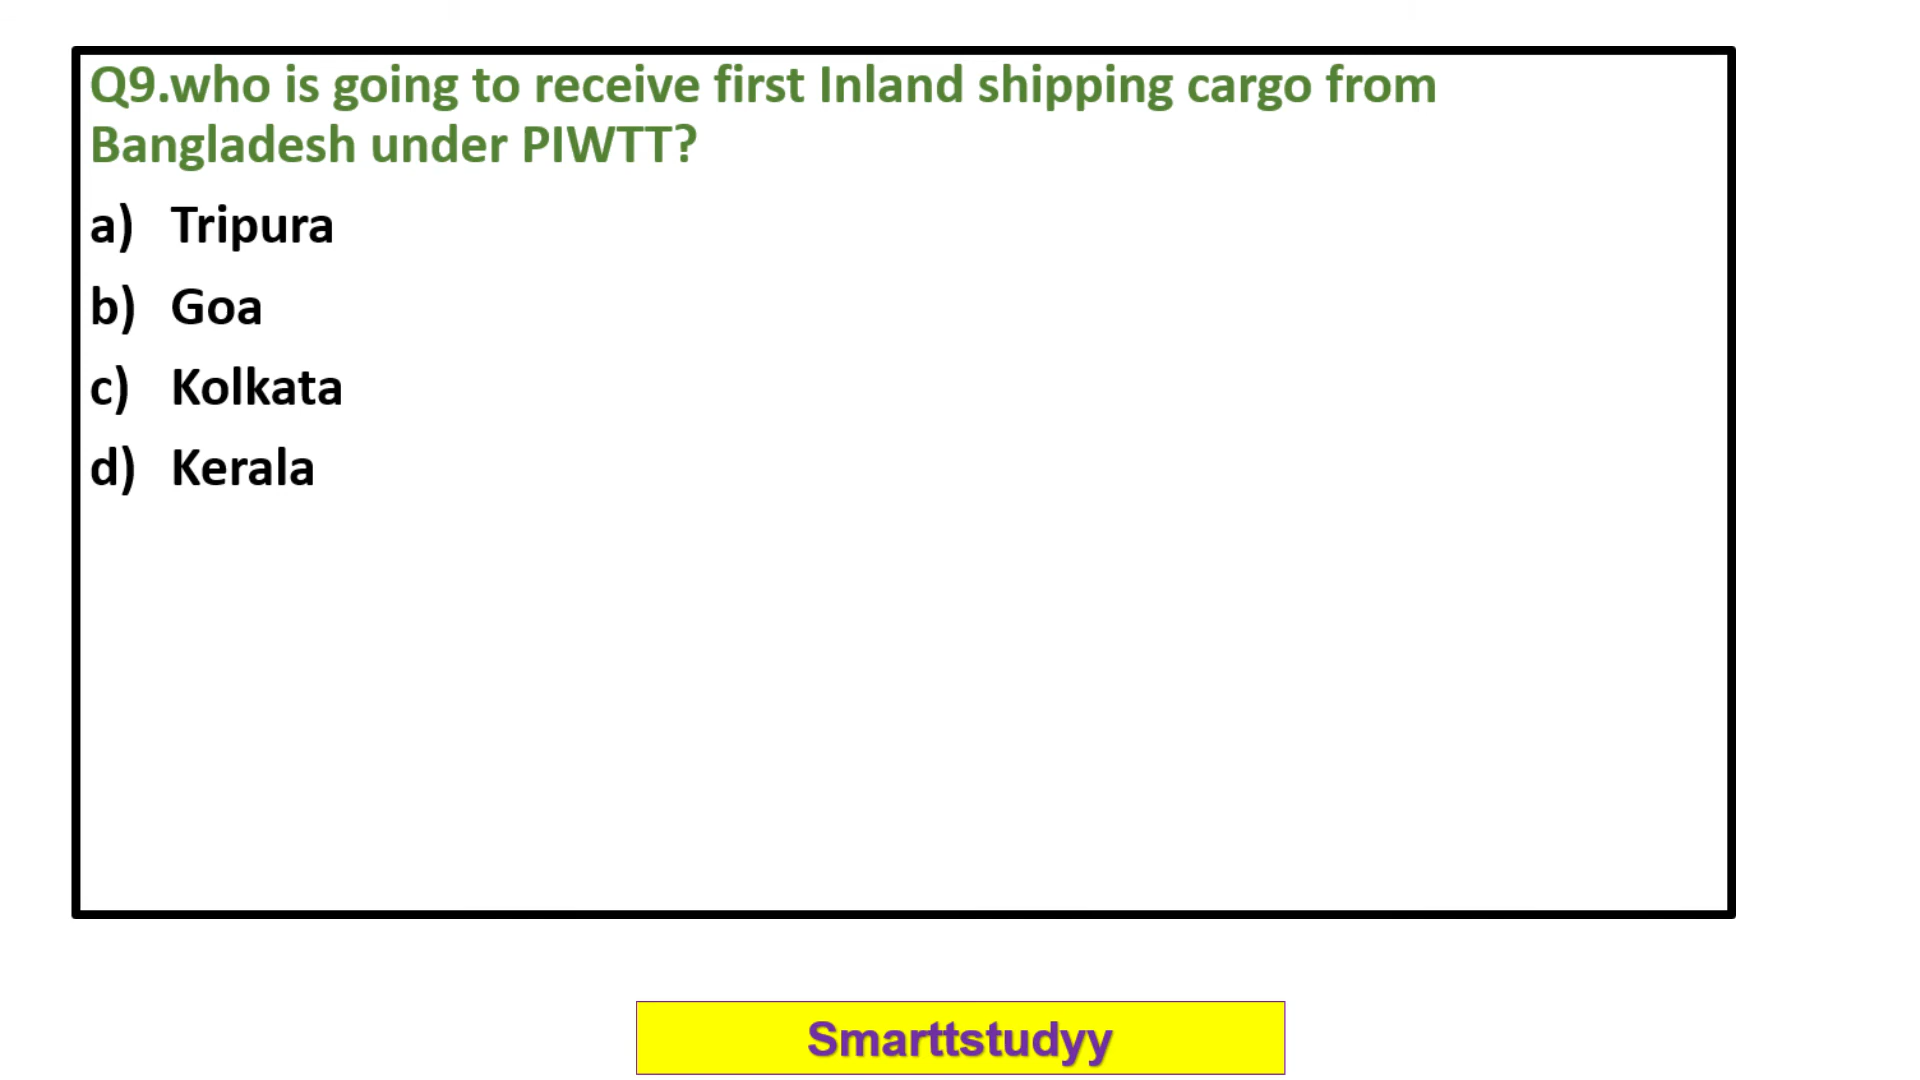 Q9.who is going to receive first Inland shipping cargo from
Bangladesh under PIWTT?
a) Tripura
b) Goa
c) Kolkata
d) Kerala
Smarttstudyy